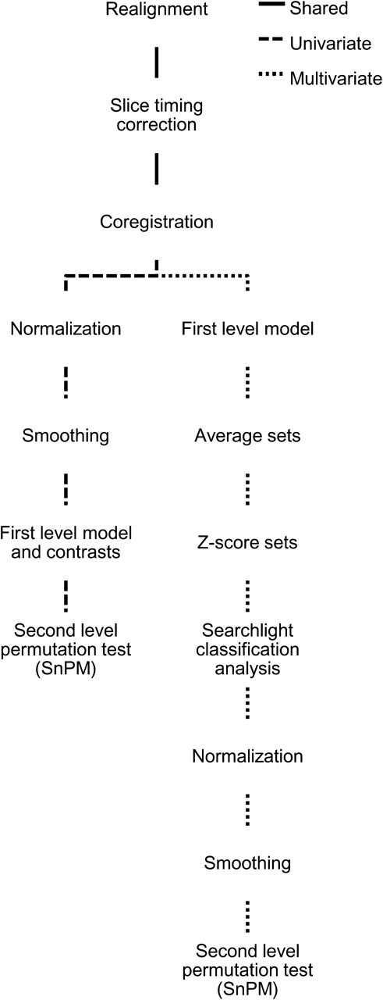 Realignment
Shared
Univariate
Multivariate
Slice timing
correction
Coregistration
Normalization
First level model
Smoothing
Average sets
First level model
and contrasts
Z-score sets
Second level
permutation test
(SnPM)
Searchlight
classification
analysis
Normalization
Smoothing
Second level
permutation test
(SnPM)